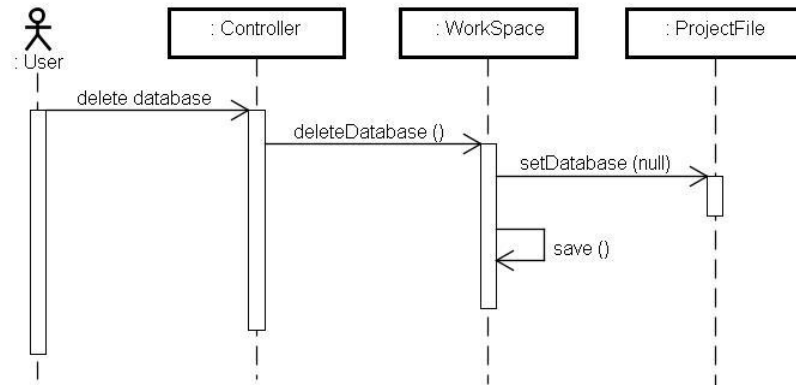 : User
: Controller
: WorkSpace
: ProjectFile
delete database
deleteDatabase ()
setDatabase (null)
save ()